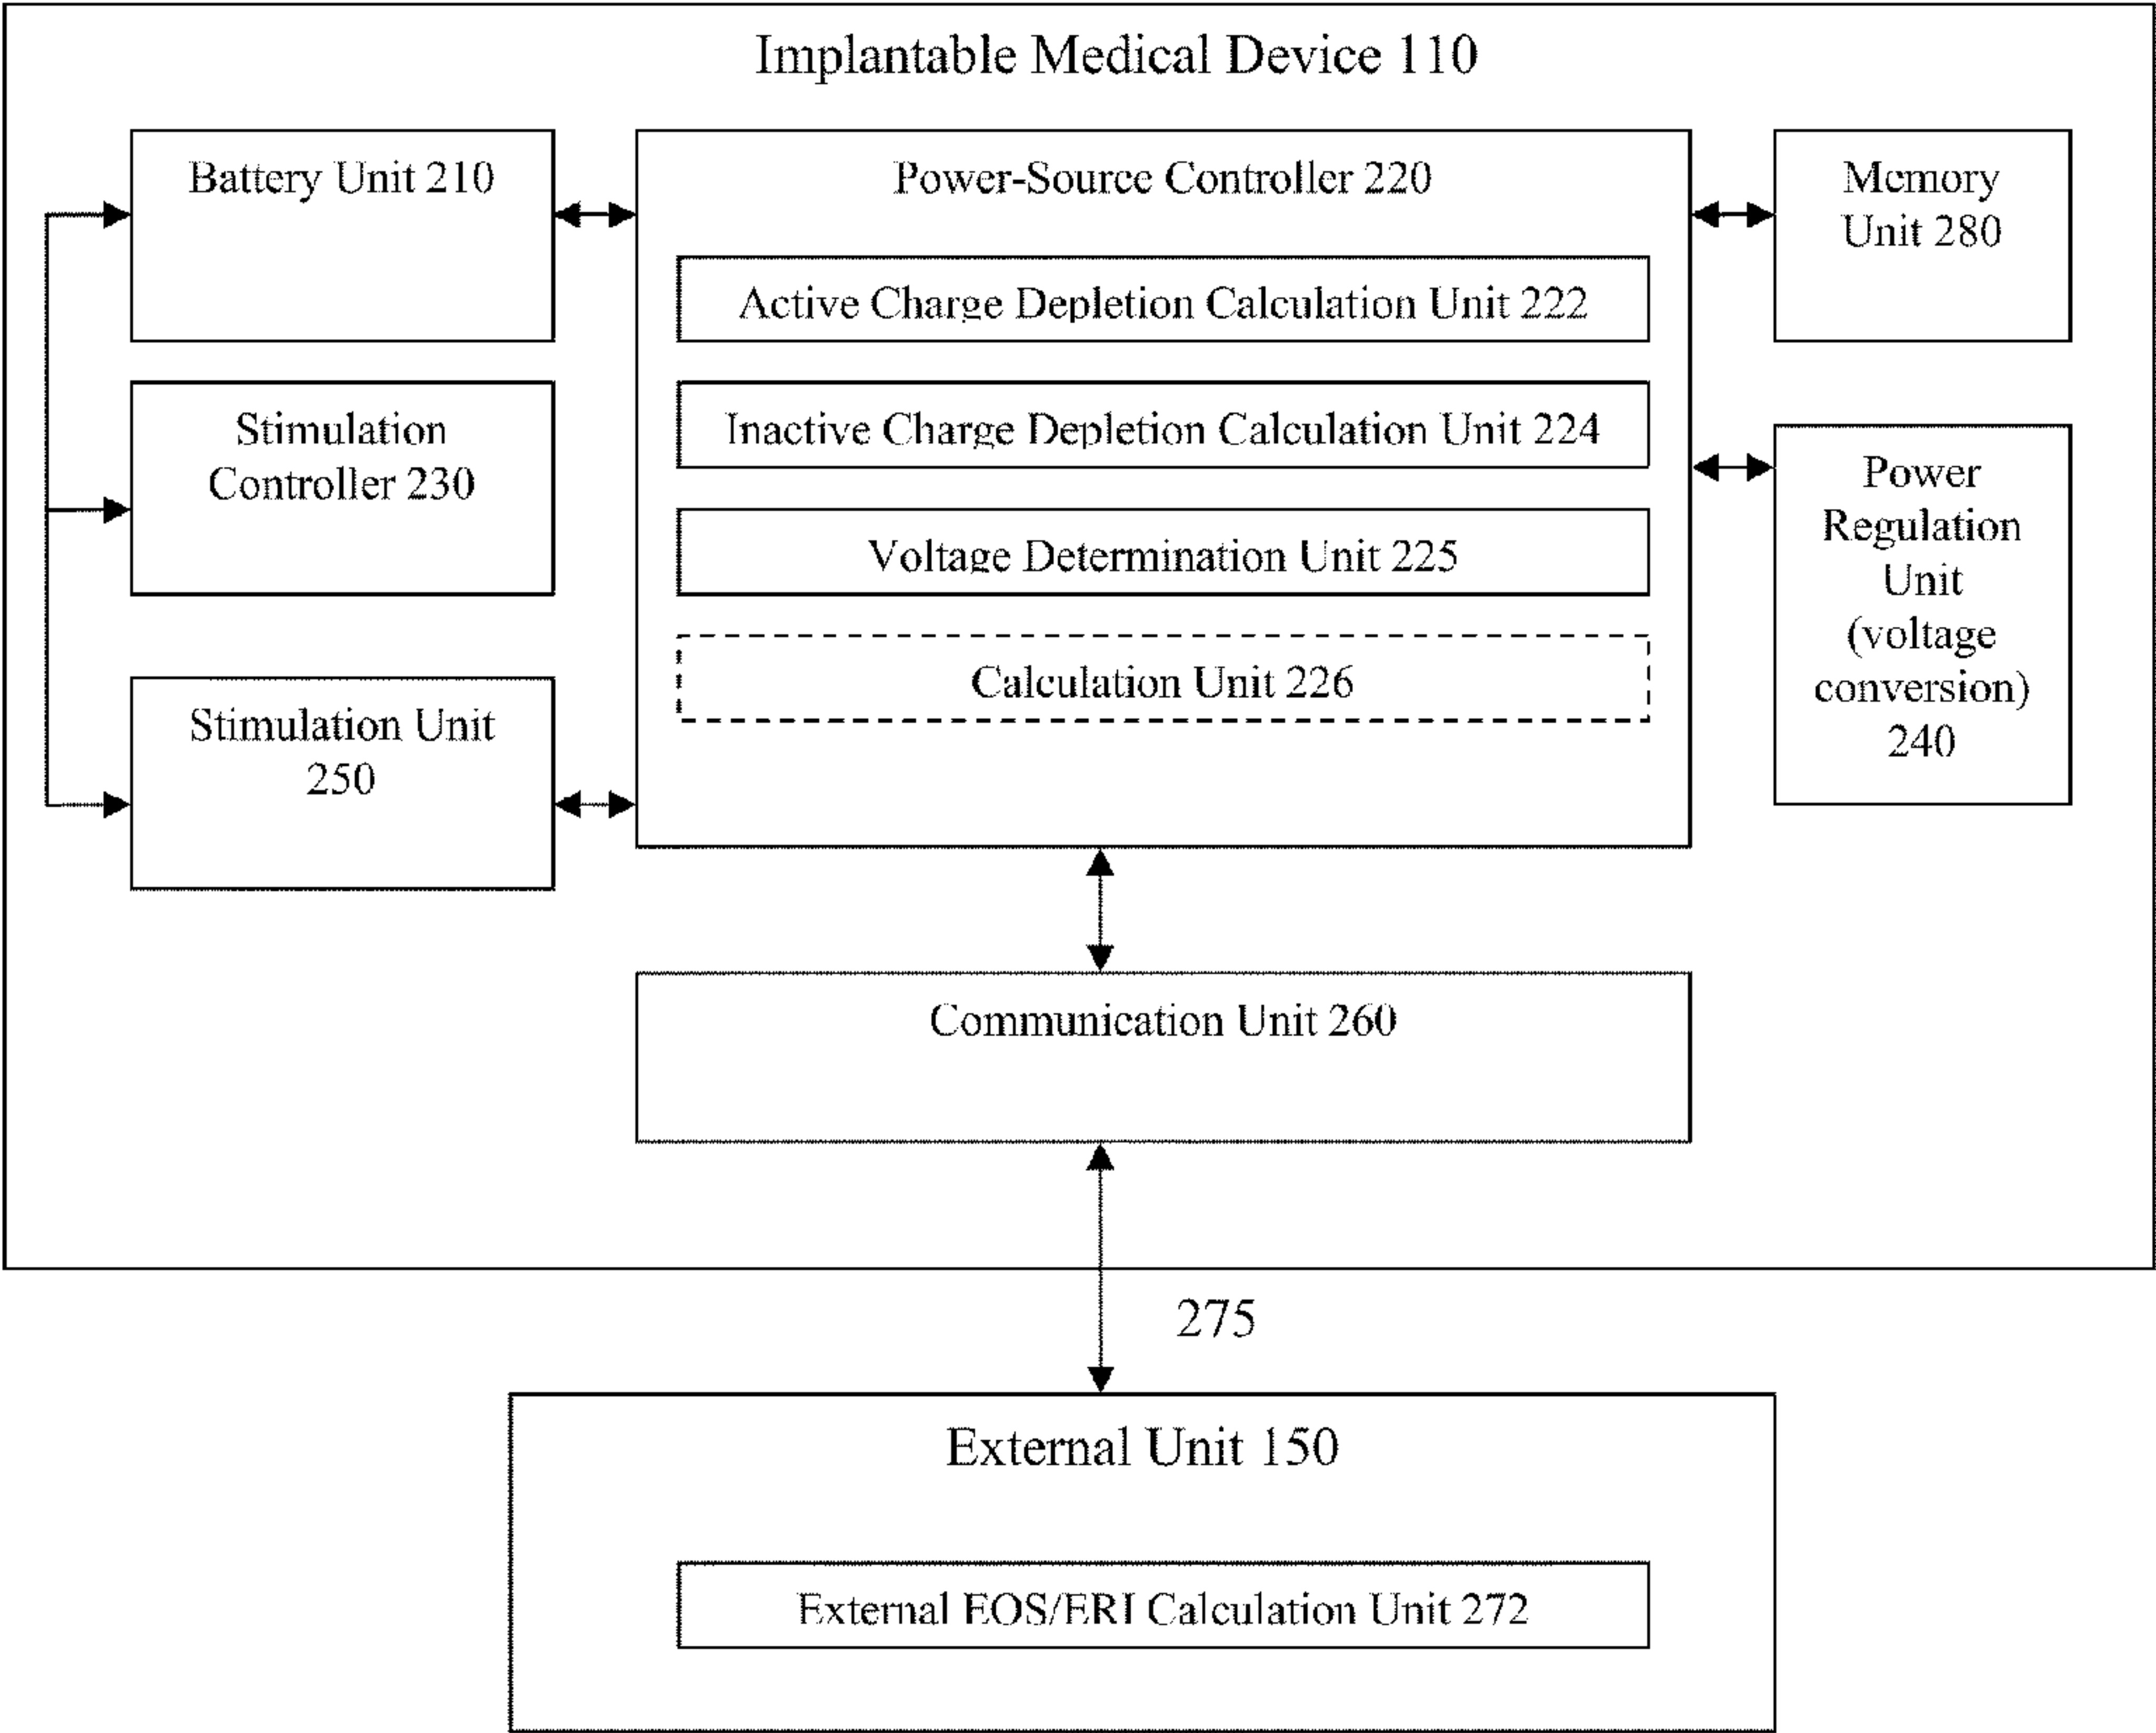 Implantable Medical Device 110
Battery Unit 210
Power-Source Controller 220
Memory
Unit 280
Active Charge Depletion Calculation Unit 222
Stimulation
Controller 230
Inactive Charge Depletion Calculation Unit 224
Power
Regulation
Unit
(voltage
conversion)
240
Voltage Determination Unit 225
Calculation Unit 226
Stimulation Unit
250
Communication Unit 260
275
External Unit 150
External EOS/ERI Calculation Unit 272